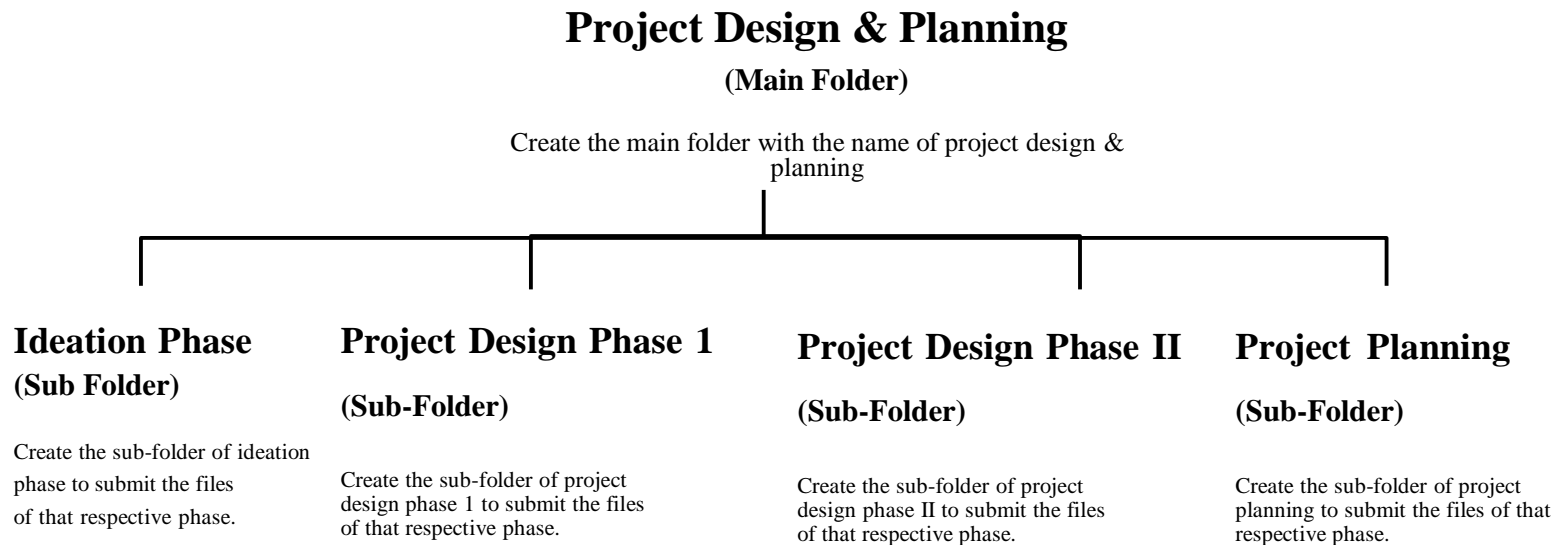 Project Design & Planning
(Main Folder)
Create the main folder with the name of project design &
planning
Ideation Phase
(Sub Folder)
Create the sub-folder of ideation
phase to submit the files
of that respective phase.
Project Design Phase 1
(Sub-Folder)
Create the sub-folder of project
design phase 1 to submit the files
of that respective phase.
Project Design Phase II
(Sub-Folder)
Create the sub-folder of project
design phase II to submit the files
of that respective phase.
Project Planning
(Sub-Folder)
Create the sub-folder of project
planning to submit the files of that
respective phase.